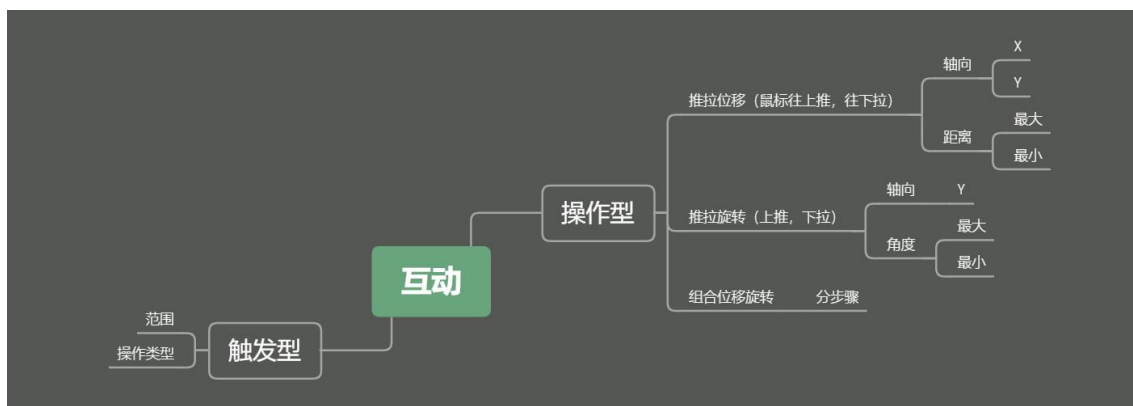 互动
操作型
推拉位移（鼠标往上推，往下拉）
轴向
X
Y
距离
最大
最小
推拉旋转（上推，下拉）
轴向
Y
角度
最大
最小
组合位移旋转
分步骤
触发型
范围
操作类型